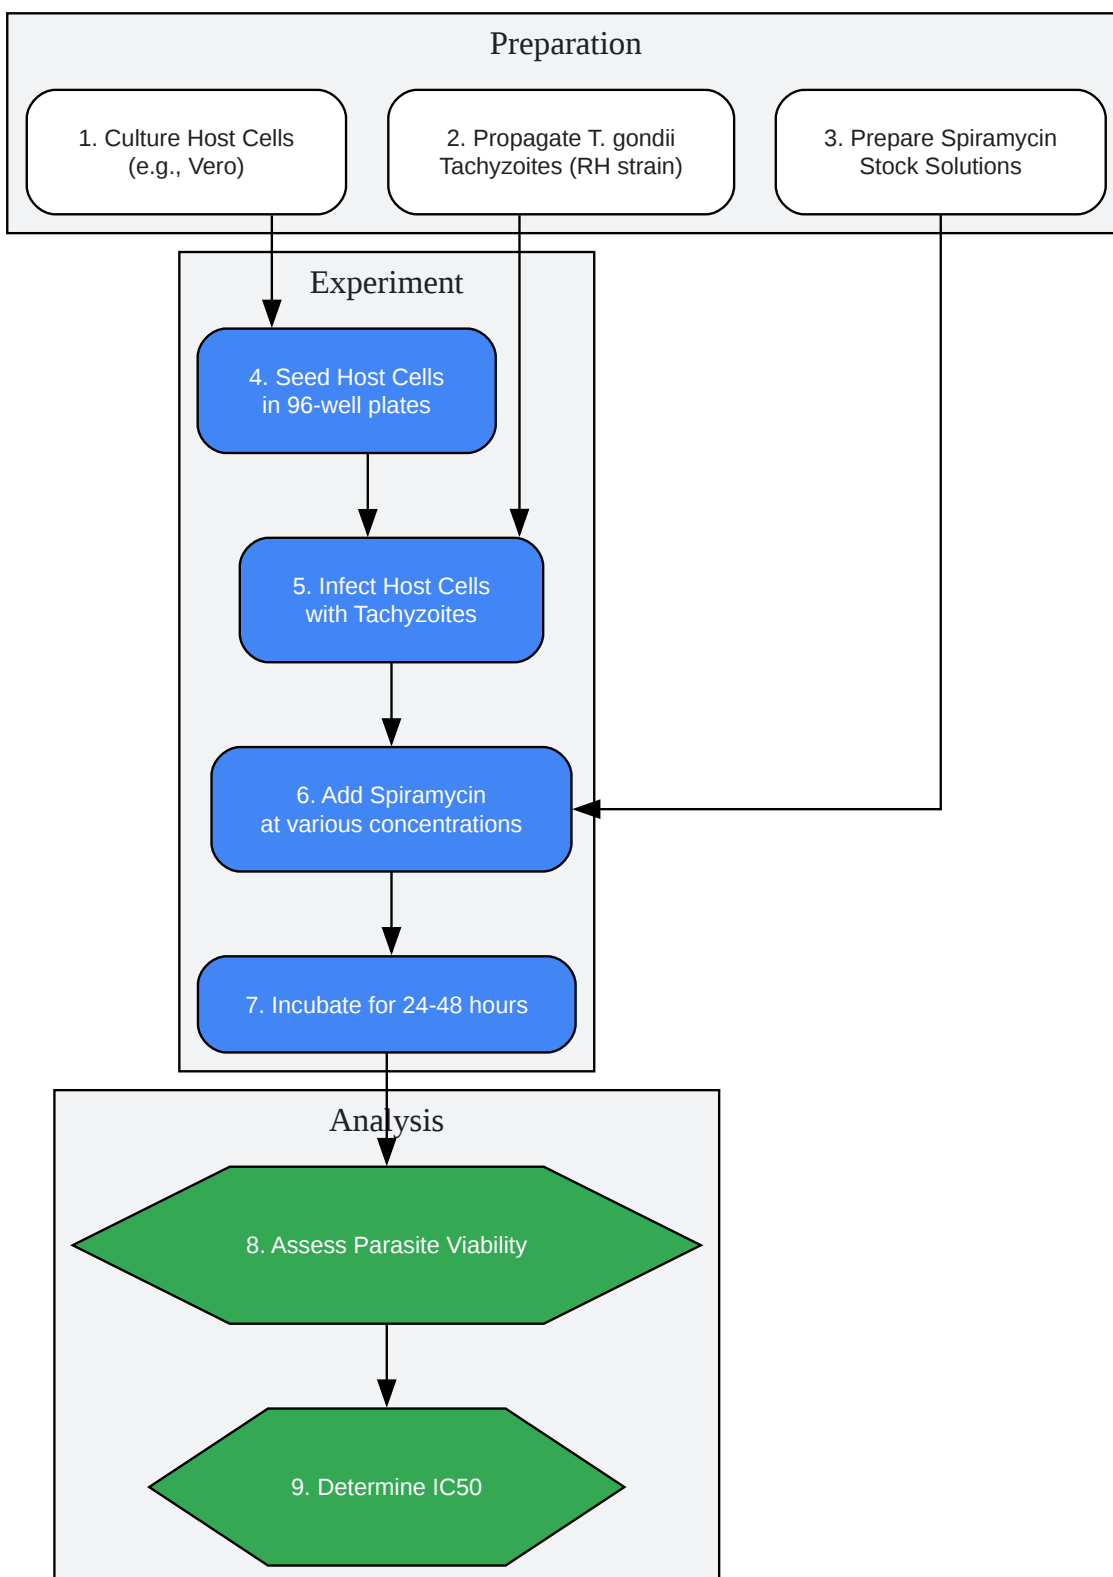 Preparation
1. Culture Host Cells
(e.g., Vero)
2. Propagate T. gondii
Tachyzoites (RH strain)
3. Prepare Spiramycin
Stock Solutions
Experiment
4. Seed Host Cells
in 96-well plates
5. Infect Host Cells
with Tachyzoites
6. Add Spiramycin
at various concentrations
7. Incubate for 24-48 hours
Analysis
8. Assess Parasite Viability
9. Determine IC50